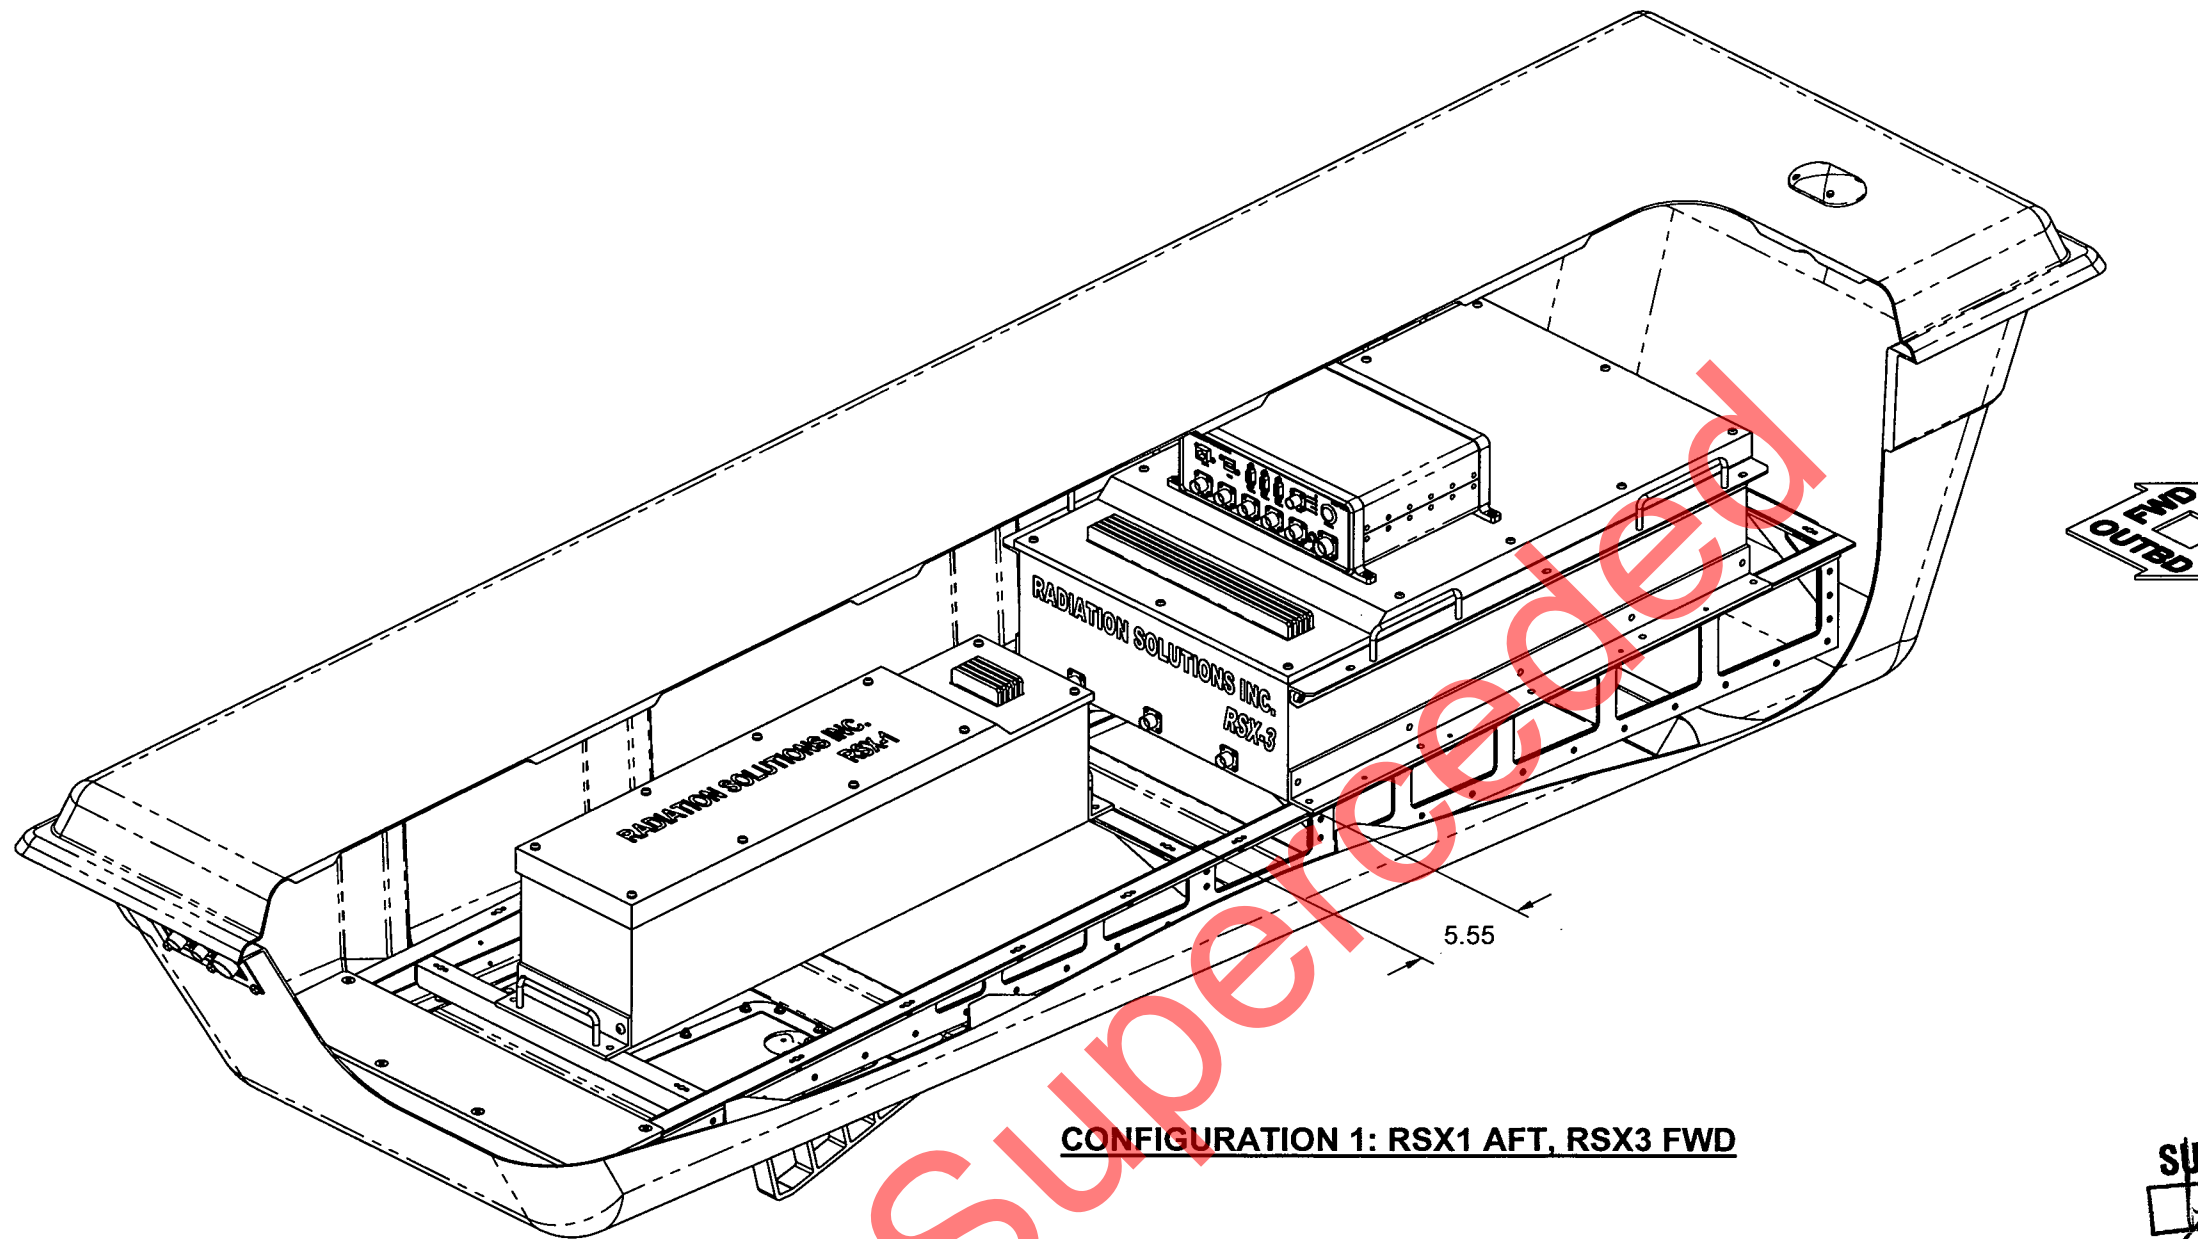 FWD
OUTBD
RADIATION SOLUTIONS INC.
RSX-3
RADIATION SOLUTIONS INC.
RSX-1
5.55
CONFIGURATION 1: RSX1 AFT, RSX3 FWD
Superceded
SU